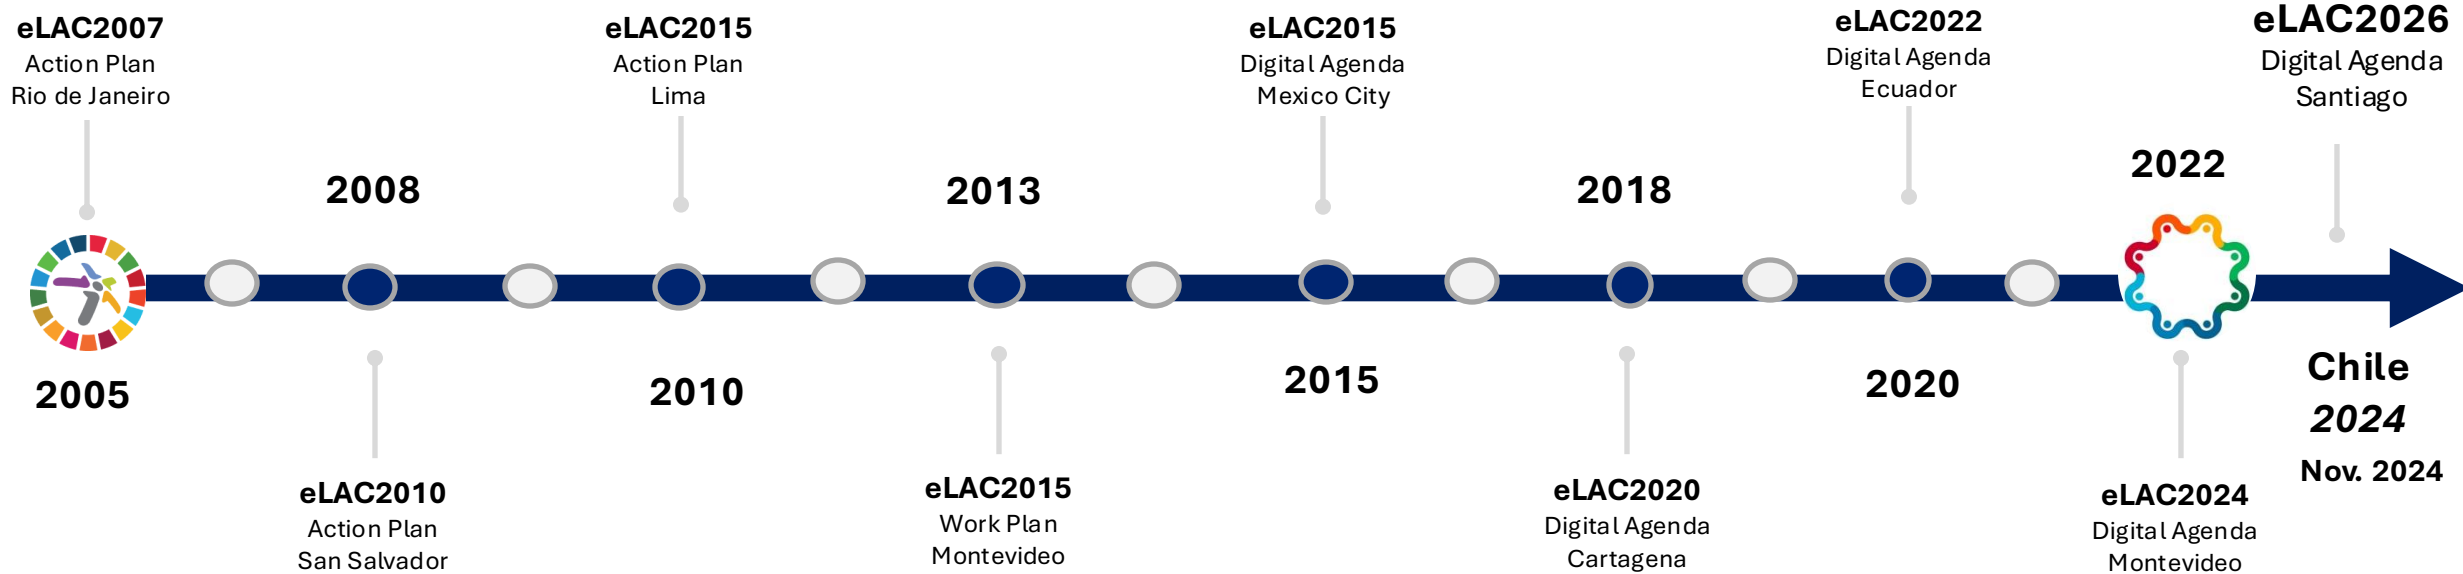 eLAC2007
Action Plan
Rio de Janeiro
2005
2008
eLAC2010
Action Plan
San Salvador
eLAC2015
Action Plan
Lima
2010
2013
eLAC2015
Work Plan
Montevideo
eLAC2015
Digital Agenda
Mexico City
2015
2018
eLAC2020
Digital Agenda
Cartagena
eLAC2022
Digital Agenda
Ecuador
2020
2022
eLAC2024
Digital Agenda
Montevideo
eLAC2026
Digital Agenda
Santiago
Chile
2024
Nov. 2024